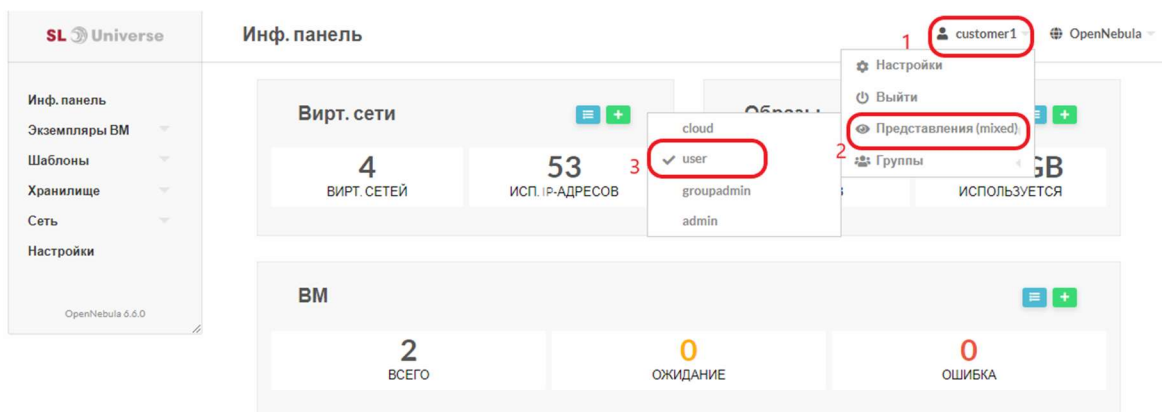 SL Universe
Инф. панель
1
customer1
OpenNebula
Настройки
Выйти
Представления (mixed)
2
Группы
Инф. панель
Экземпляры ВМ
Шаблоны
Хранилище
Сеть
Настройки
OpenNebula 6.6.0
Вирт. сети
4
ВИРТ. СЕТЕЙ
53
ИСП. IP-АДРЕСОВ
cloud
3
user
groupadmin
admin
GB
ИСПОЛЬЗУЕТСЯ
ВМ
2
ВСЕГО
0
ОЖИДАНИЕ
0
ОШИБКА